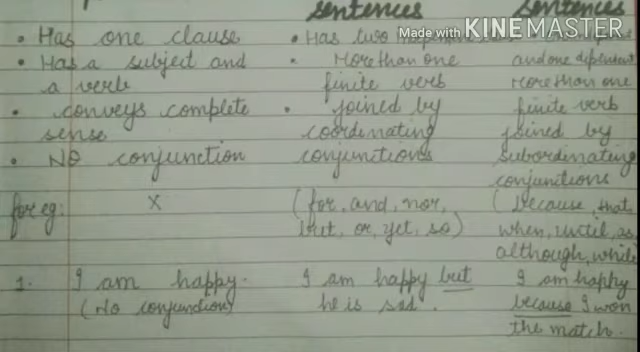 sentences
sentences
Made with KINEMASTER
• Has one clause
• Has a subject and
a verb
• conveys complete
sense
• NO conjunction
• Has two
• More than one
finite verb
• joined by
coordinating
conjunctions
and one dependent
More than one
finite verb
joined by
subordinating
conjunctions
for eg: X
(for, and, nor,
but, or, yet, so)
(because, that
when, until, as
although, while
1. I am happy.
(No conjunction)
I am happy but
he is sad.
I am happy
because I won
the match.